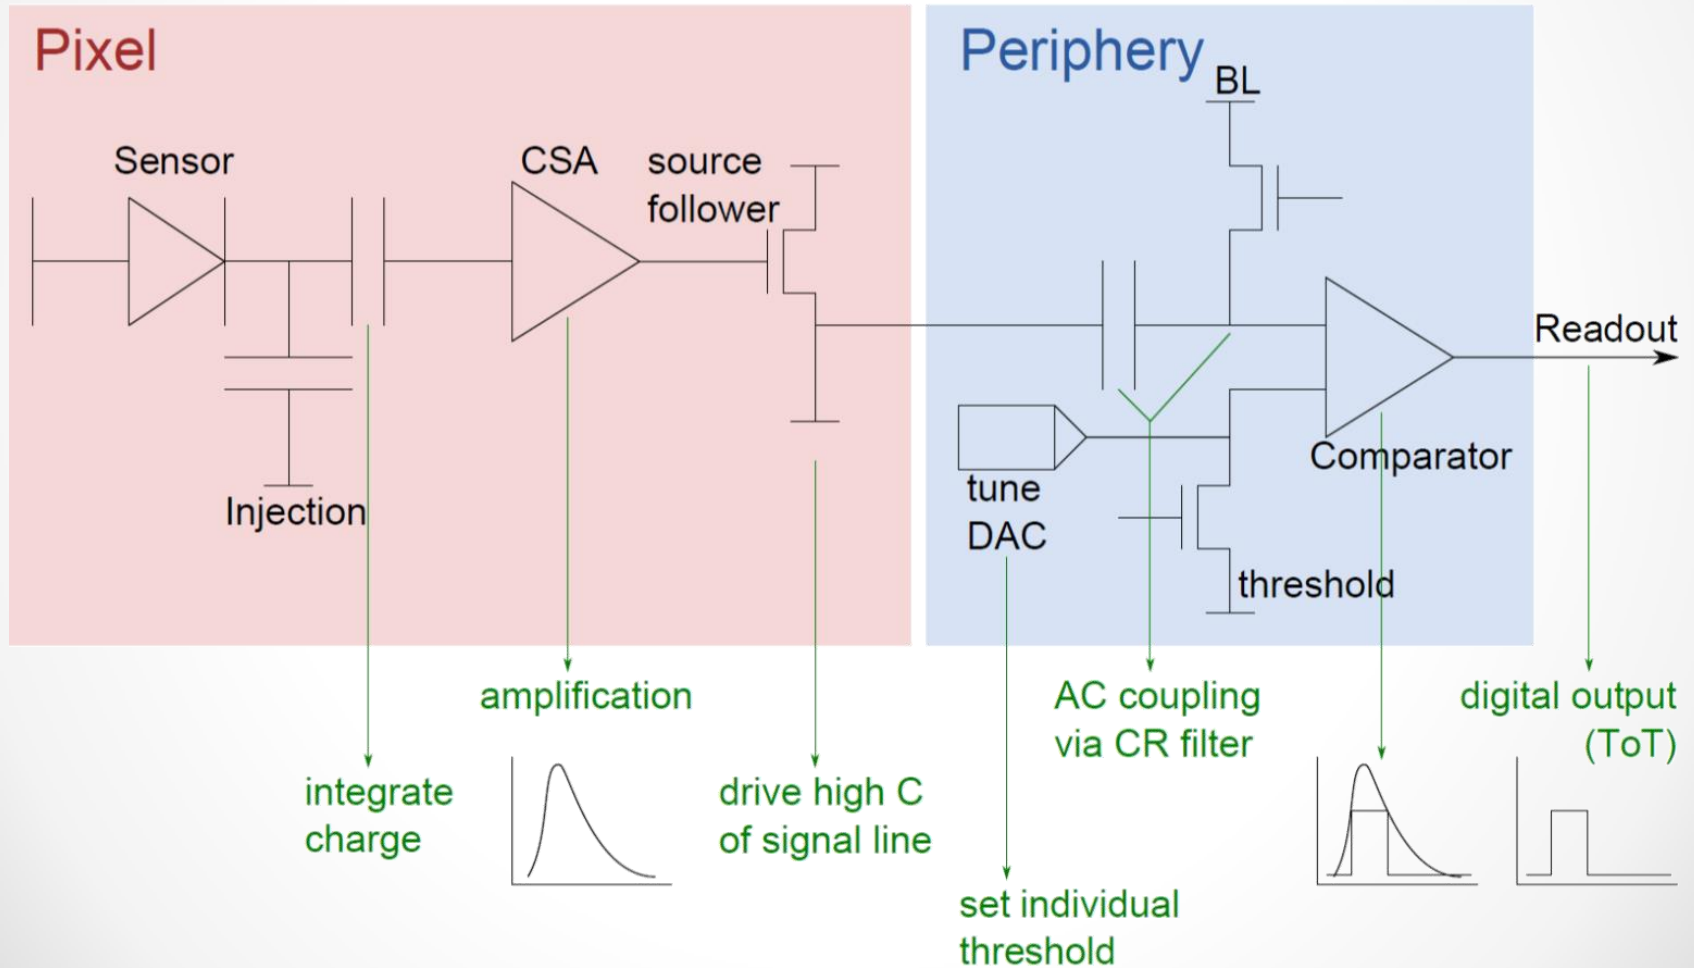 Pixel
Periphery
BL
Sensor
CSA
source
follower
Readout
Injection
Comparator
tune
DAC
threshold
amplification
AC coupling
via CR filter
digital output
(ToT)
integrate
charge
drive high C
of signal line
set individual
threshold